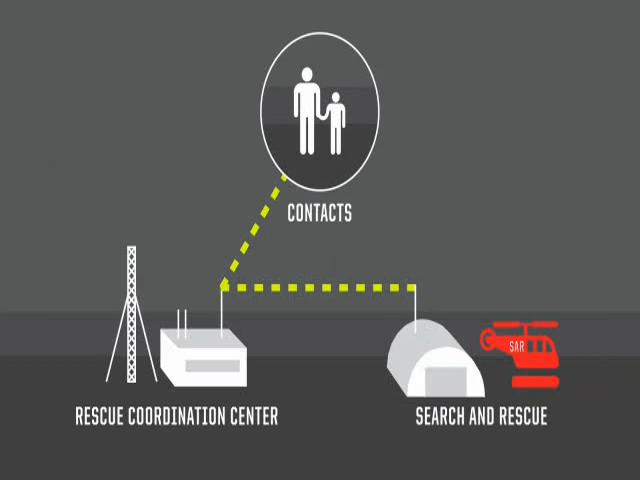 CONTACTS
SAR
RESCUE COORDINATION CENTER
SEARCH AND RESCUE